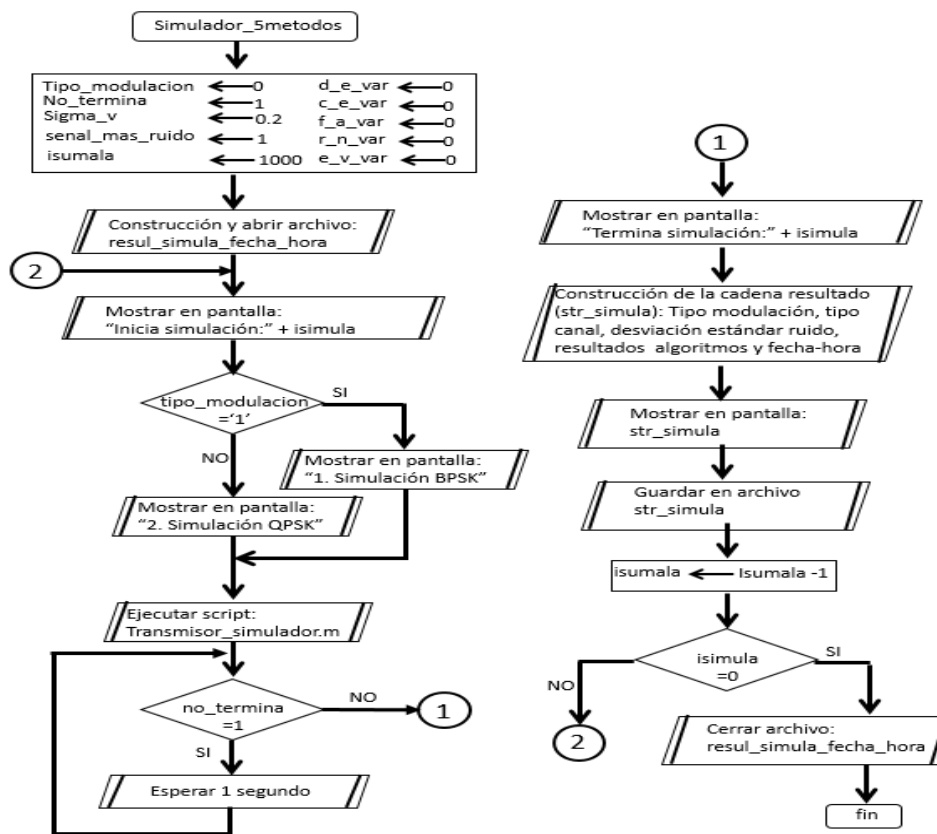 Simulador_5metodos
Tipo_modulacion ← 0
No_termina ← 1
Sigma_v ← 0.2
senal_mas_ruido ← 1
isumala ← 1000
d_e_var ← 0
c_e_var ← 0
f_a_var ← 0
r_n_var ← 0
e_v_var ← 0
Construcción y abrir archivo:
resul_simula_fecha_hora
2
Mostrar en pantalla:
“Inicia simulación:” + isimula
tipo_modulacion
=‘1’
SI
NO
Mostrar en pantalla:
“1. Simulación BPSK”
Mostrar en pantalla:
“2. Simulación QPSK”
Ejecutar script:
Transmisor_simulador.m
no_termina
=1
NO
1
SI
Esperar 1 segundo
1
Mostrar en pantalla:
“Termina simulación:” + isimula
Construcción de la cadena resultado
(str_simula): Tipo modulación, tipo
canal, desviación estándar ruido,
resultados algoritmos y fecha-hora
Mostrar en pantalla:
str_simula
Guardar en archivo
str_simula
isumala ← Isumala -1
isimula
=0
SI
NO
2
Cerrar archivo:
resul_simula_fecha_hora
fin